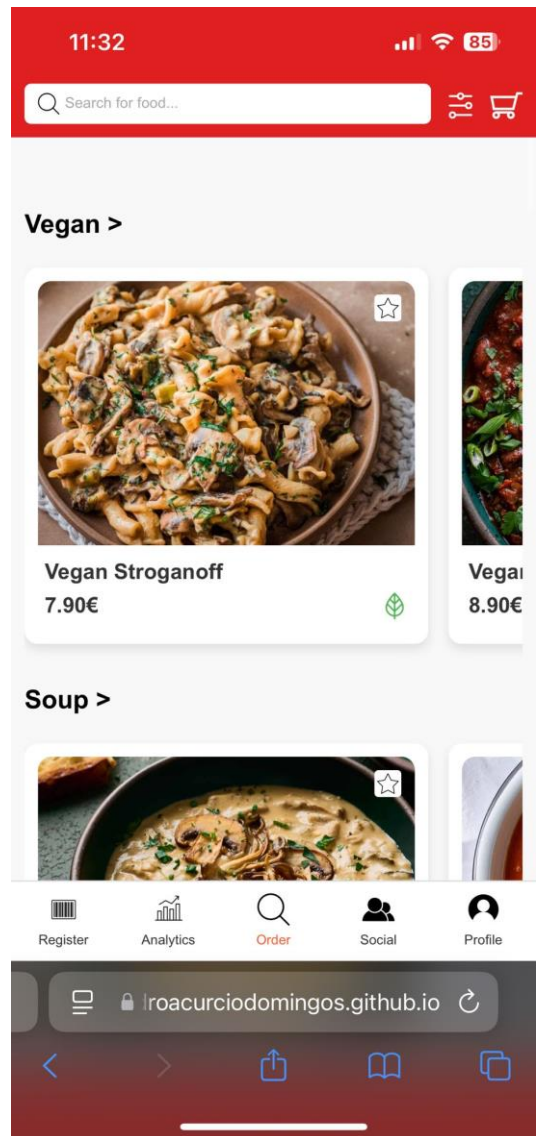 11:32
85
Search for food...
Vegan >
Vegan Stroganoff
7.90€
8.90€
Soup >
Register
Analytics
Order
Social
Profile
roacurciodomingos.github.io